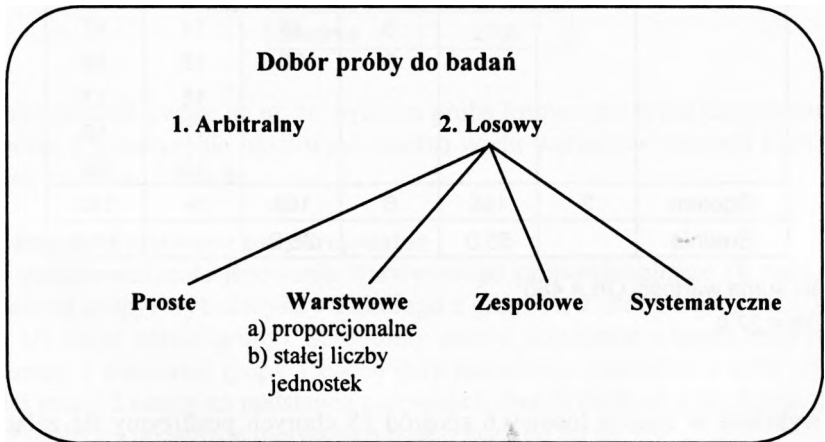 Dobór próby do badań
1. Arbitralny 2. Losowy
Proste Warstwowe Zespołowe Systematyczne
a) proporcjonalne
b) stałej liczby
jednostek